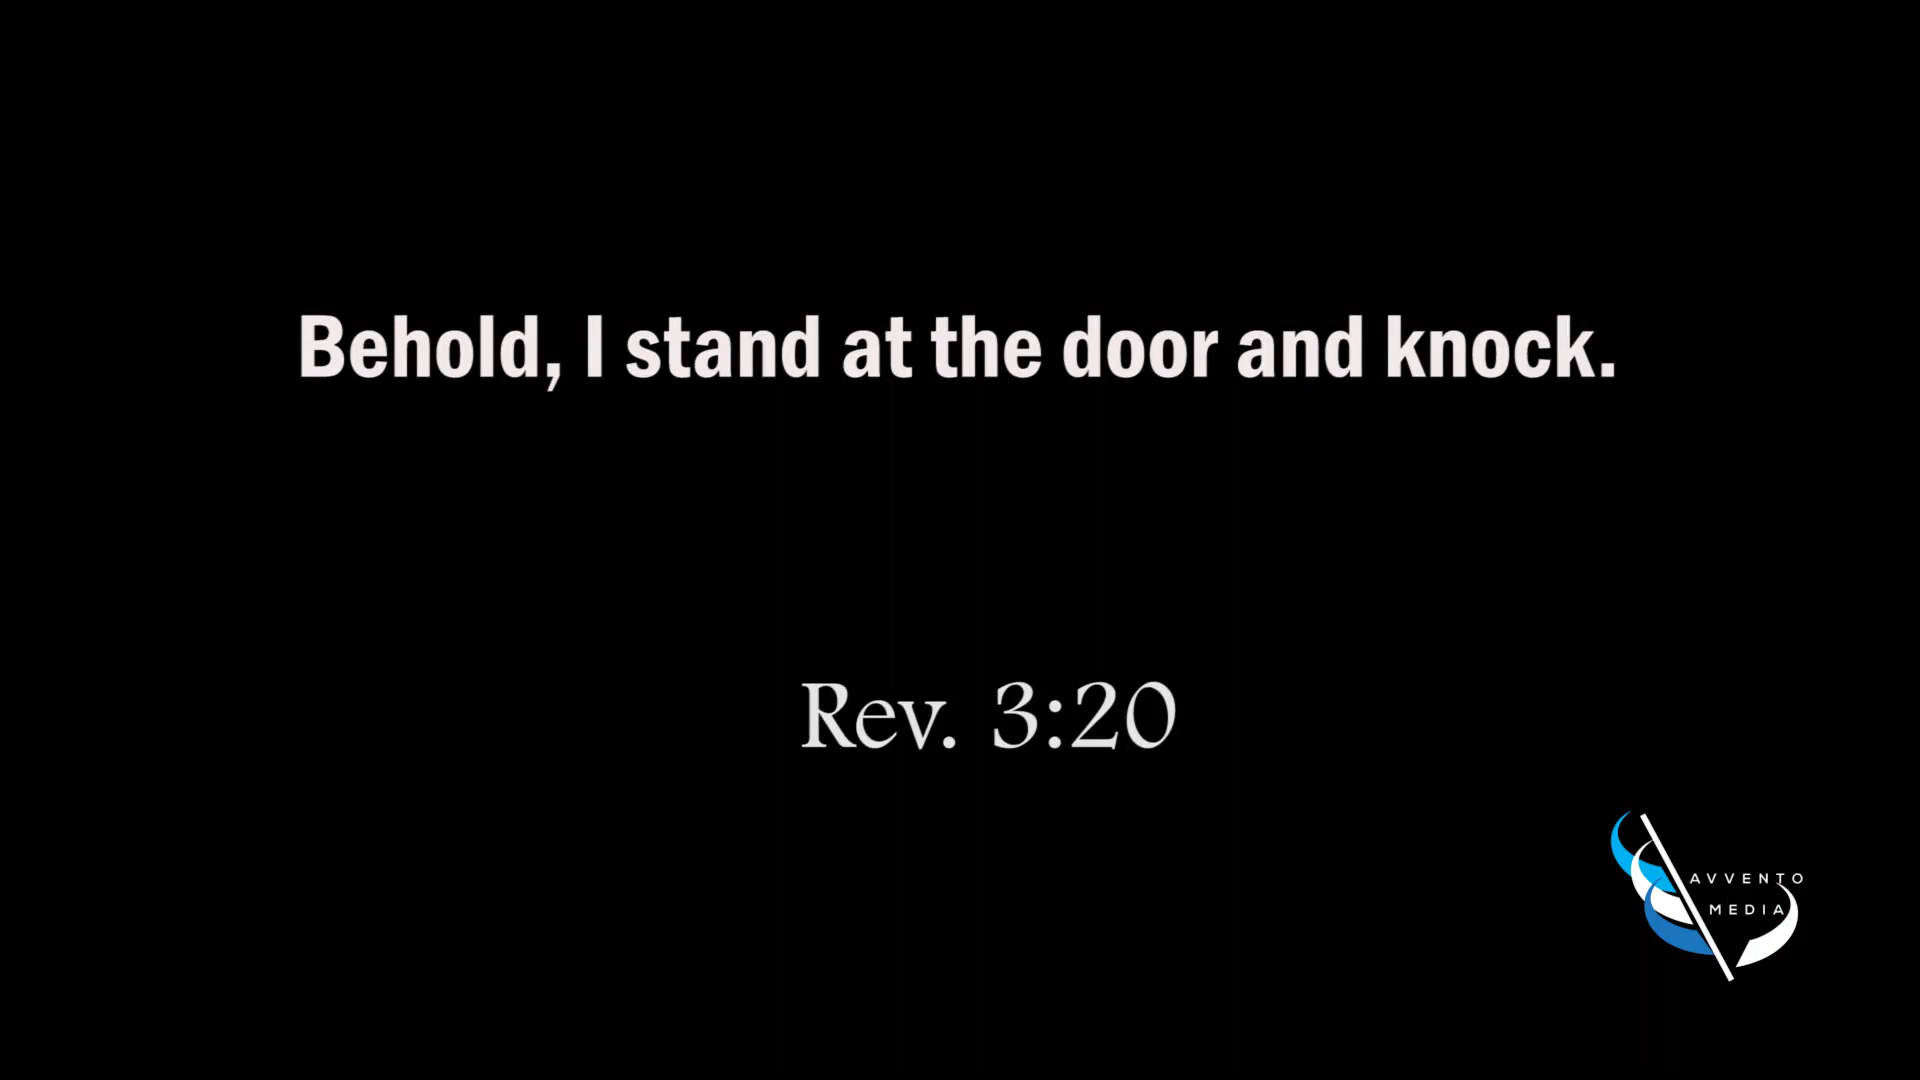 Behold, I stand at the door and knock.
Rev. 3:20
AVVENTO
MEDIA